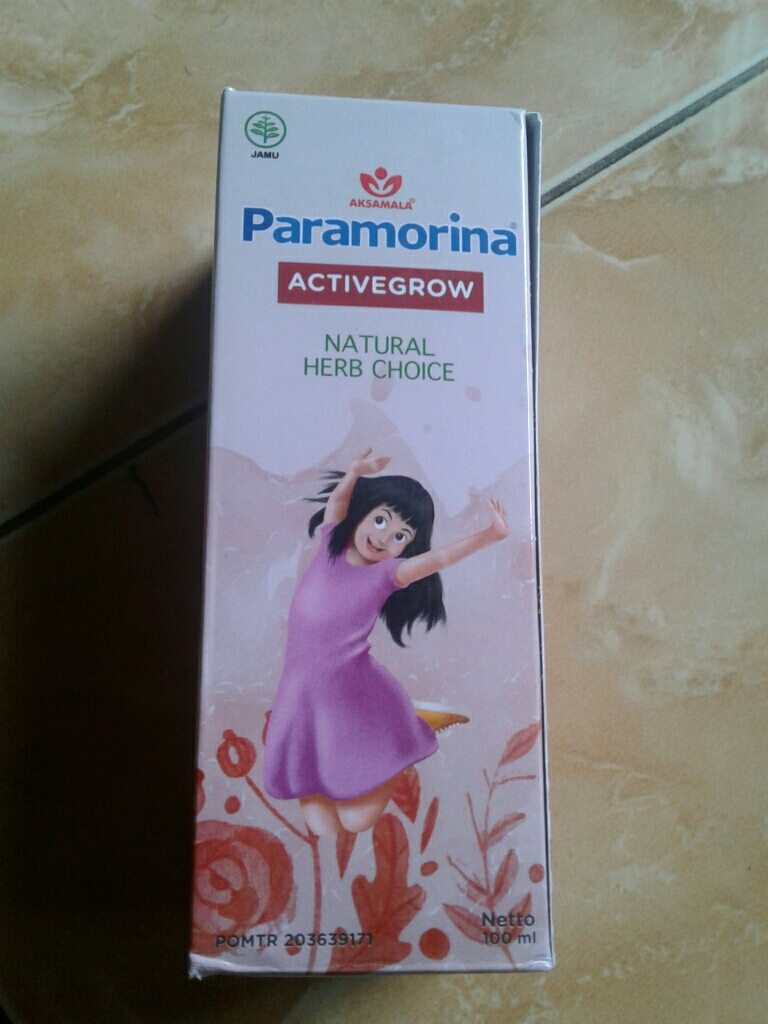 JAMU
AKSAMALA®
Paramorina®
ACTIVEGROW
NATURAL
HERB CHOICE
POMTR 203639171
Netto
100 ml